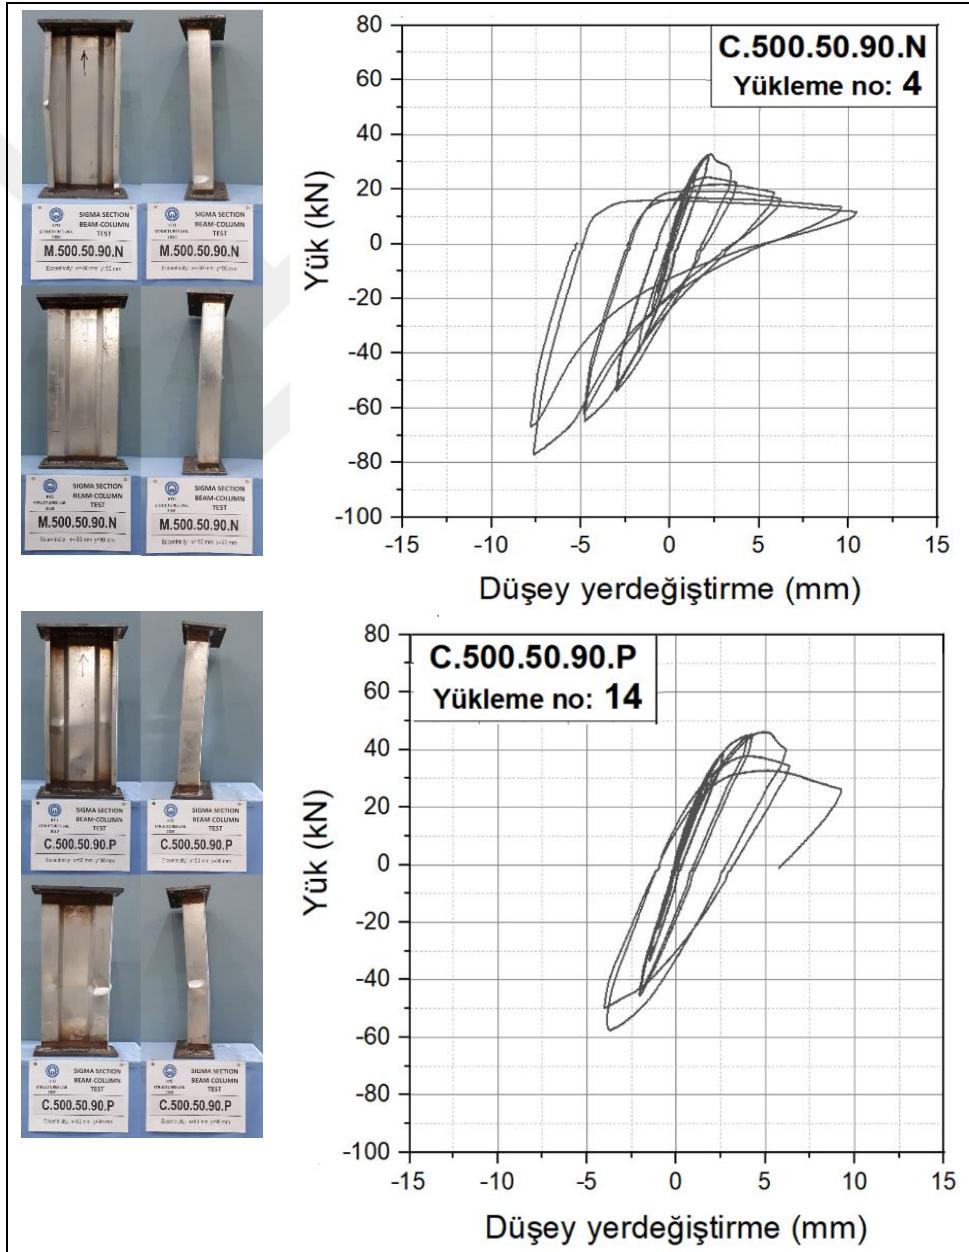 SIGMA SECTION
BEAM-COLUMN
TEST
M.500.50.90.N
SIGMA SECTION
BEAM-COLUMN
TEST
M.500.50.90.N
SIGMA SECTION
BEAM-COLUMN
TEST
M.500.50.90.N
SIGMA SECTION
BEAM-COLUMN
TEST
M.500.50.90.N
C.500.50.90.N
Yükleme no: 4
Yük (kN)
80
60
40
20
0
-20
-40
-60
-80
-100
-15
-10
-5
0
5
10
15
Düşey yerdeğiştirme (mm)
SIGMA SECTION
BEAM-COLUMN
TEST
C.500.50.90.P
SIGMA SECTION
BEAM-COLUMN
TEST
C.500.50.90.P
SIGMA SECTION
BEAM-COLUMN
TEST
C.500.50.90.P
SIGMA SECTION
BEAM-COLUMN
TEST
C.500.50.90.P
C.500.50.90.P
Yükleme no: 14
Yük (kN)
80
60
40
20
0
-20
-40
-60
-80
-100
-15
-10
-5
0
5
10
15
Düşey yerdeğiştirme (mm)